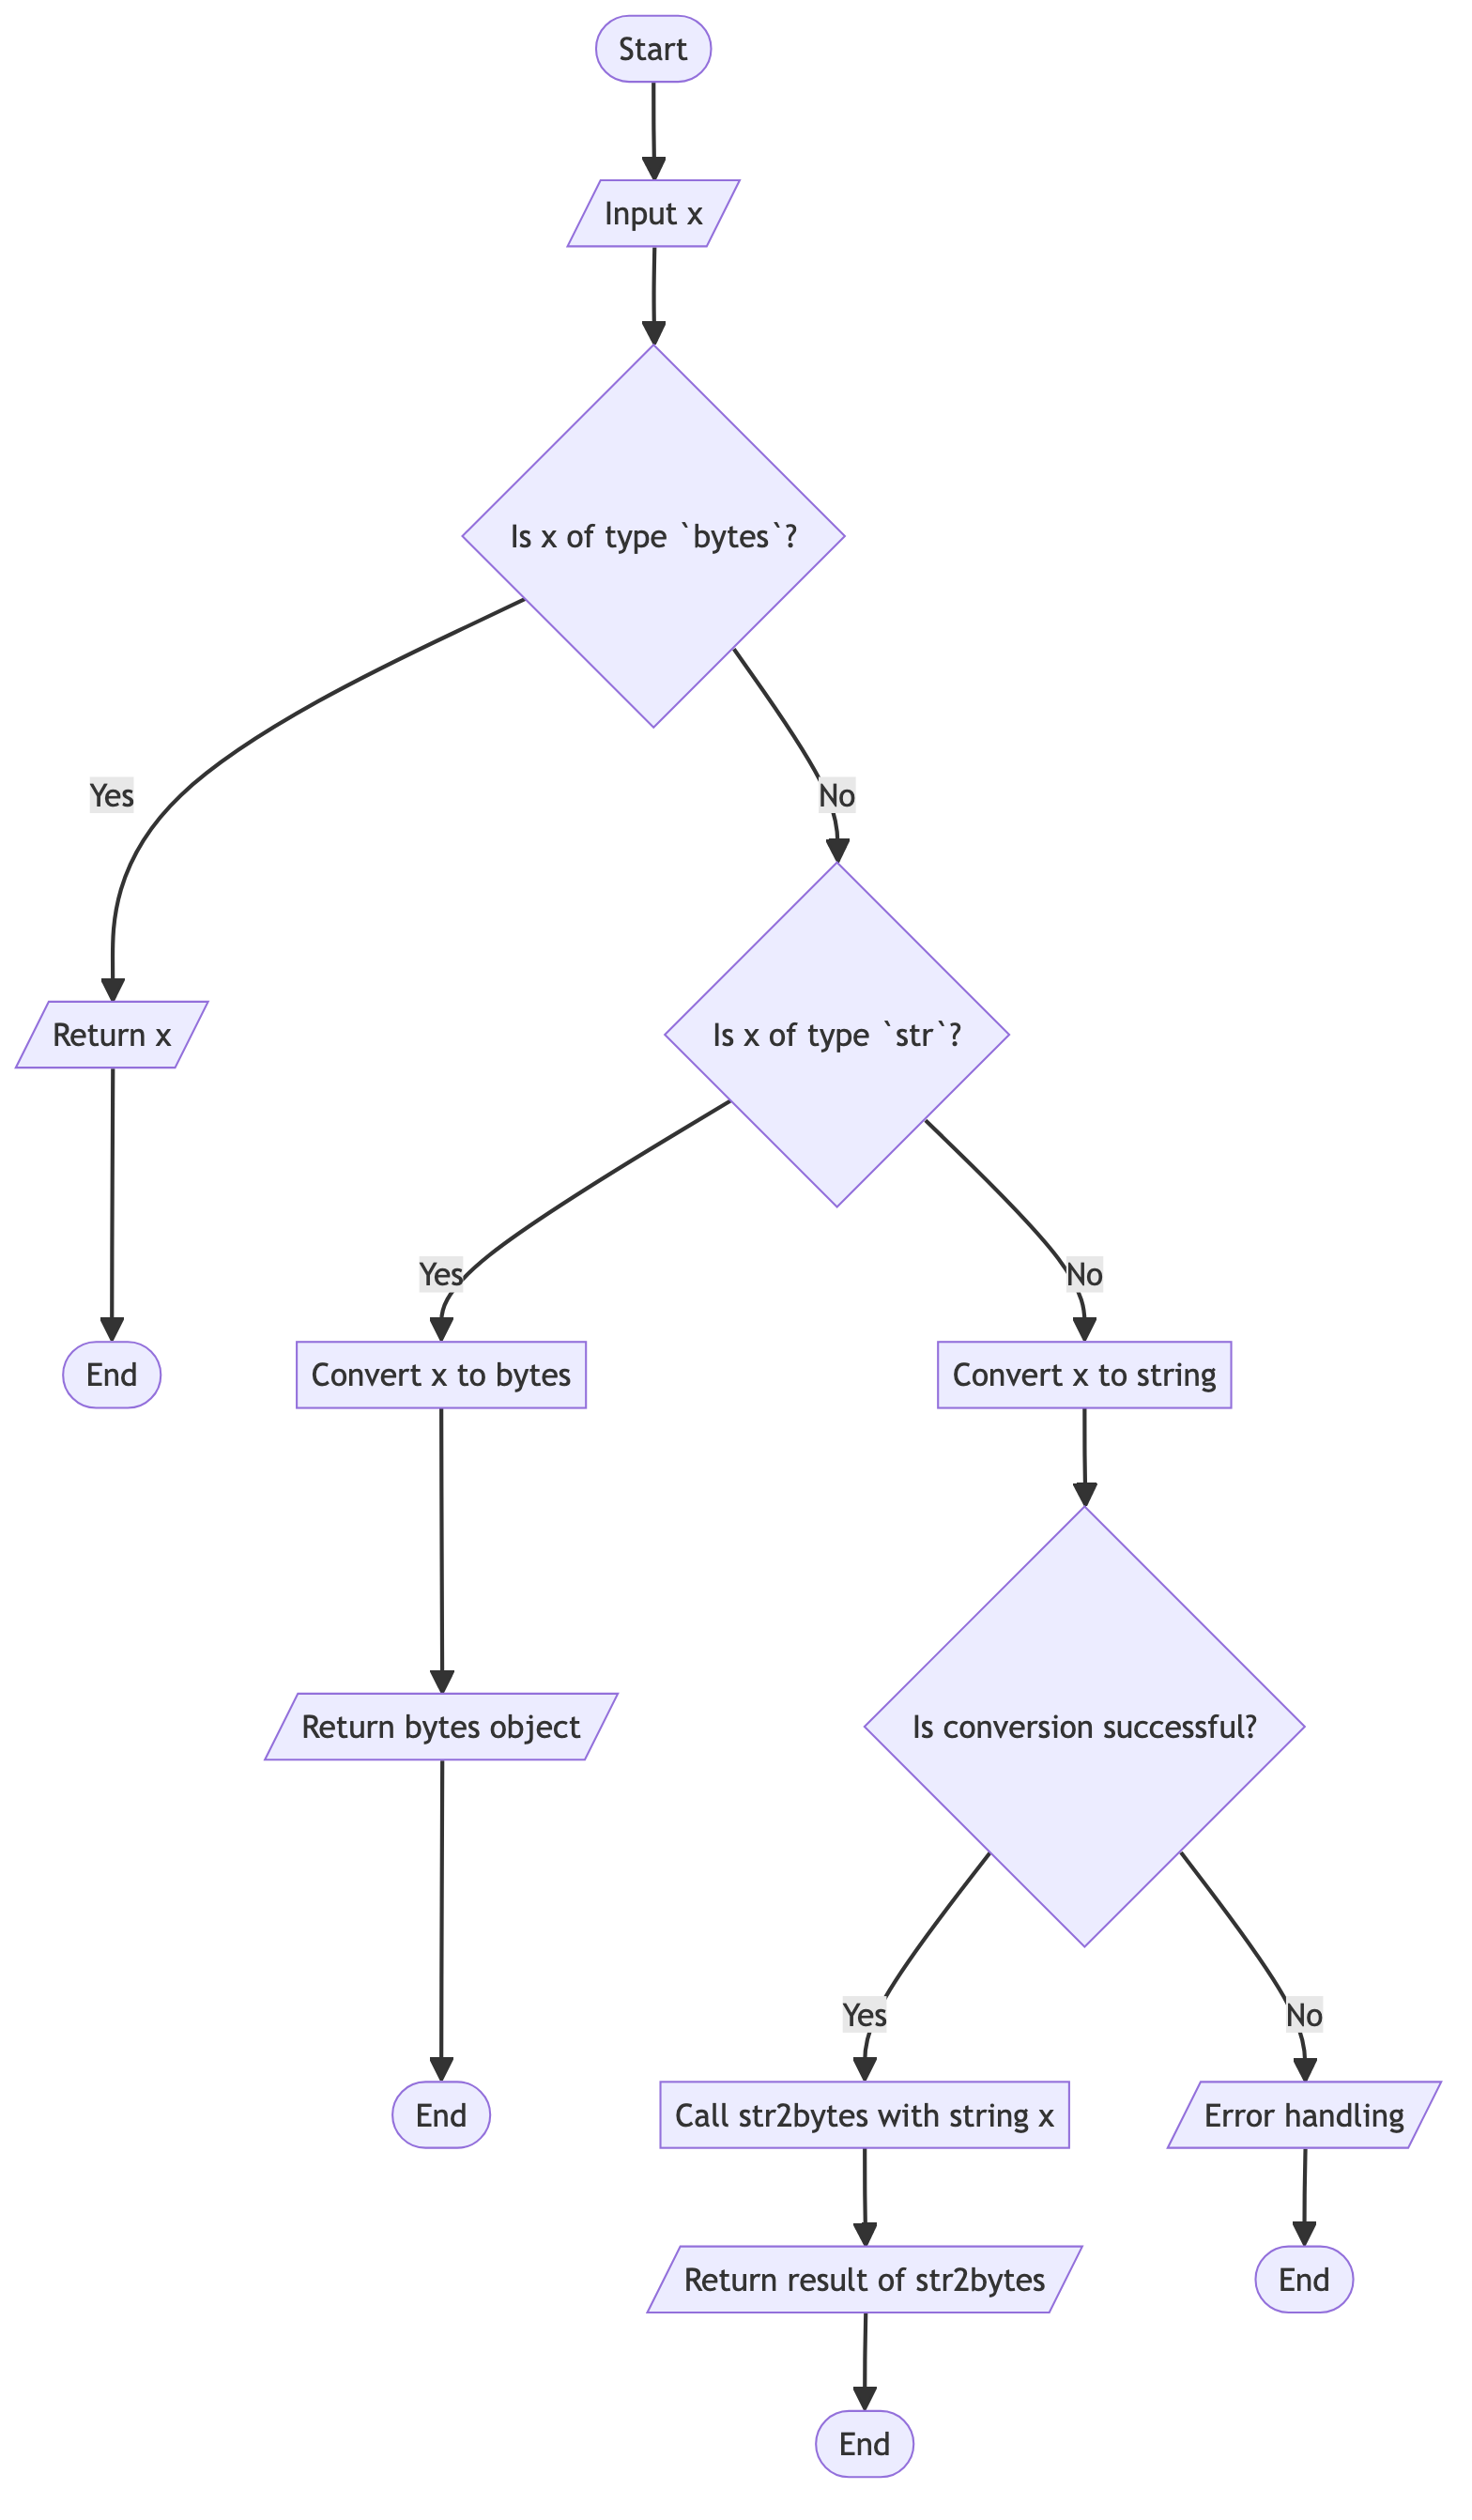 Start
Input x
Is x of type `bytes`?
Yes
No
Return x
Is x of type `str`?
Yes
No
End
Convert x to bytes
Convert x to string
Return bytes object
Is conversion successful?
Yes
No
End
Call str2bytes with string x
Error handling
Return result of str2bytes
End
End